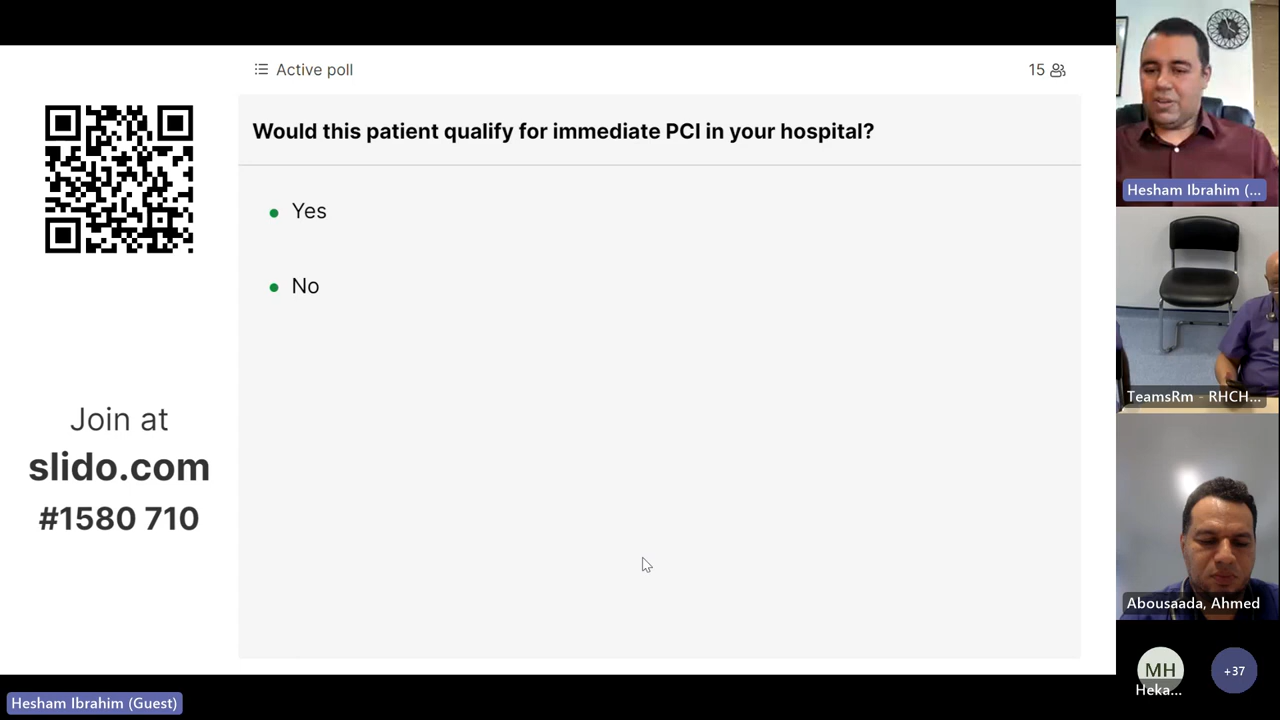 Active poll
15
Would this patient qualify for immediate PCI in your hospital?
Yes
No
Join at
slido.com
#1580 710
Hesham Ibrahim (...
TeamsRm - RHCH...
Abousaada, Ahmed
MH
Heka...
+37
Hesham Ibrahim (Guest)